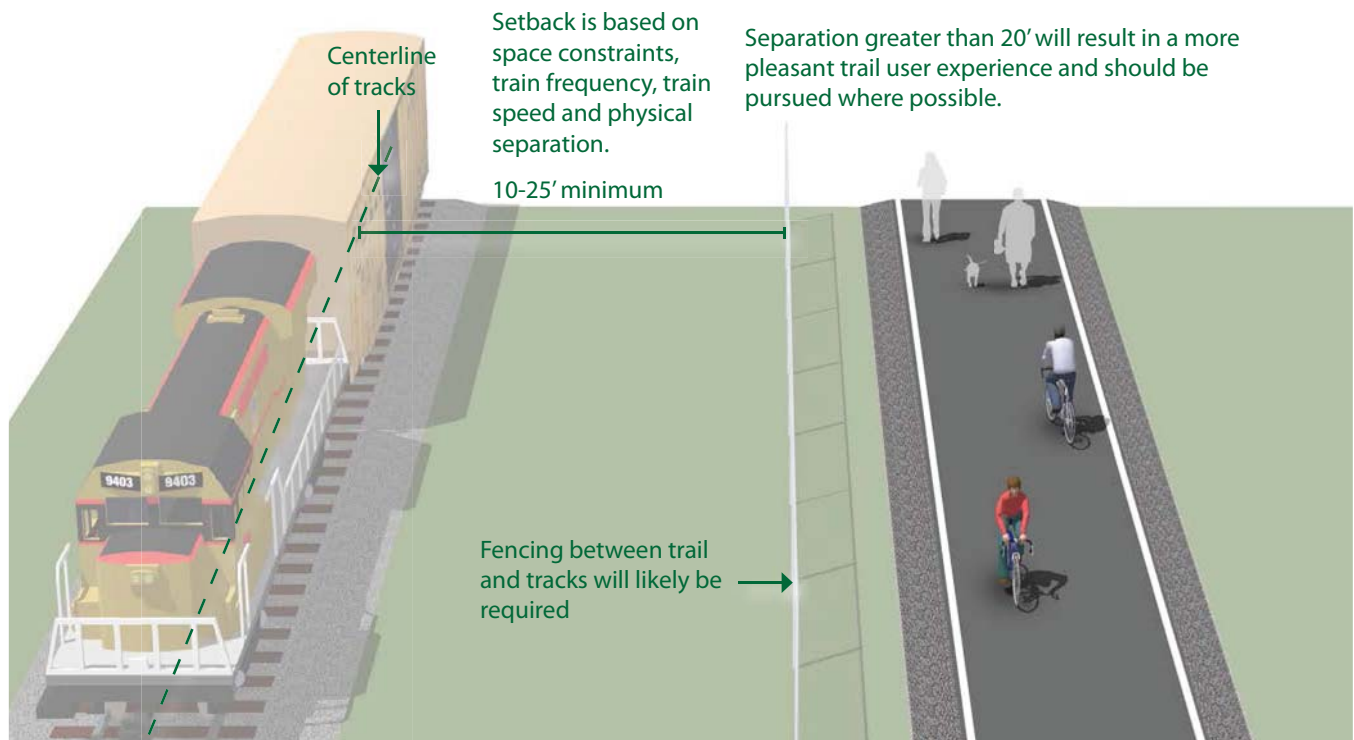 Centerline
of tracks
Setback is based on
space constraints,
train frequency, train
speed and physical
separation.
10-25' minimum
Separation greater than 20' will result in a more
pleasant trail user experience and should be
pursued where possible.
Fencing between trail
and tracks will likely be
required
9403 9403